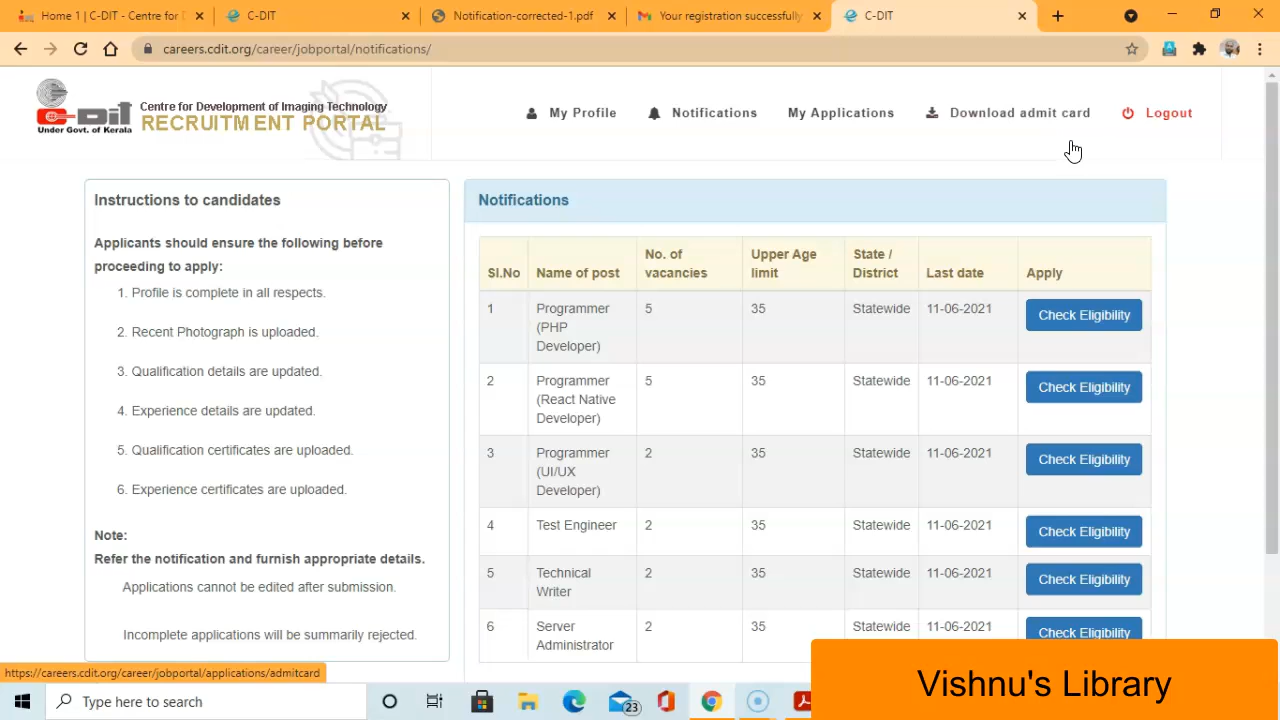 Home 1 | C-DIT - Centre for D
C-DIT
Notification-corrected-1.pdf
Your registration successfully
C-DIT
careers.cdit.org/career/jobportal/notifications/
C-DIT
Under Govt. of Kerala
Centre for Development of Imaging Technology
RECRUITMENT PORTAL
My Profile
Notifications
My Applications
Download admit card
Logout
Instructions to candidates
Applicants should ensure the following before
proceeding to apply:
1. Profile is complete in all respects.
2. Recent Photograph is uploaded.
3. Qualification details are updated.
4. Experience details are updated.
5. Qualification certificates are uploaded.
6. Experience certificates are uploaded.
Note:
Refer the notification and furnish appropriate details.
Applications cannot be edited after submission.
Incomplete applications will be summarily rejected.
Notifications
Sl.No Name of post No. of vacancies Upper Age limit State / District Last date Apply
1 Programmer (PHP Developer) 5 35 Statewide 11-06-2021 Check Eligibility
2 Programmer (React Native Developer) 5 35 Statewide 11-06-2021 Check Eligibility
3 Programmer (UI/UX Developer) 2 35 Statewide 11-06-2021 Check Eligibility
4 Test Engineer 2 35 Statewide 11-06-2021 Check Eligibility
5 Technical Writer 2 35 Statewide 11-06-2021 Check Eligibility
6 Server Administrator 2 35 Statewide 11-06-2021 Check Eligibility
https://careers.cdit.org/career/jobportal/applications/admitcard
Vishnu's Library
Type here to search
23